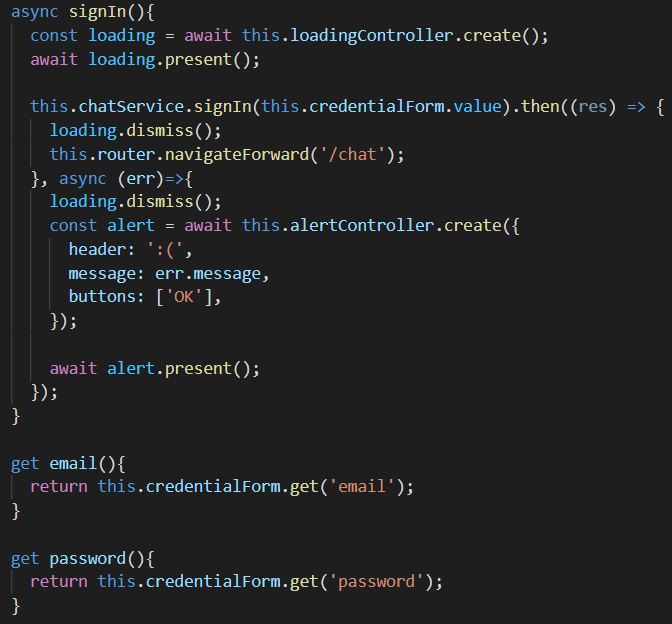 async signIn(){
  const loading = await this.loadingController.create();
  await loading.present();

  this.chatService.signIn(this.credentialForm.value).then((res) => {
    loading.dismiss();
    this.router.navigateForward('/chat');
  }, async (err)=>{
    loading.dismiss();
    const alert = await this.alertController.create({
      header: ':(',
      message: err.message,
      buttons: ['OK'],
    });

    await alert.present();
  });
}

get email(){
  return this.credentialForm.get('email');
}

get password(){
  return this.credentialForm.get('password');
}